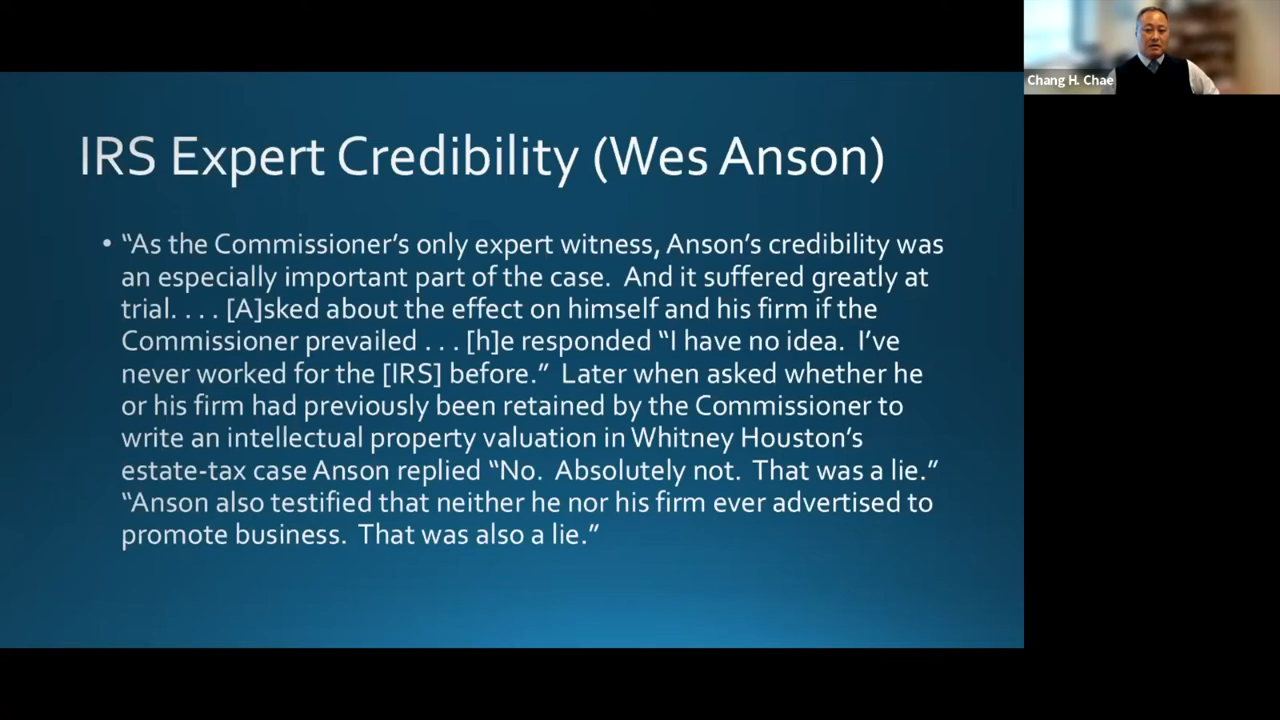 IRS Expert Credibility (Wes Anson)
• “As the Commissioner’s only expert witness, Anson’s credibility was
an especially important part of the case.  And it suffered greatly at
trial. . . . [A]sked about the effect on himself and his firm if the
Commissioner prevailed . . . [h]e responded “I have no idea.  I’ve
never worked for the [IRS] before.”  Later when asked whether he
or his firm had previously been retained by the Commissioner to
write an intellectual property valuation in Whitney Houston’s
estate-tax case Anson replied “No.  Absolutely not.  That was a lie.”
“Anson also testified that neither he nor his firm ever advertised to
promote business.  That was also a lie.”
Chang H. Chae